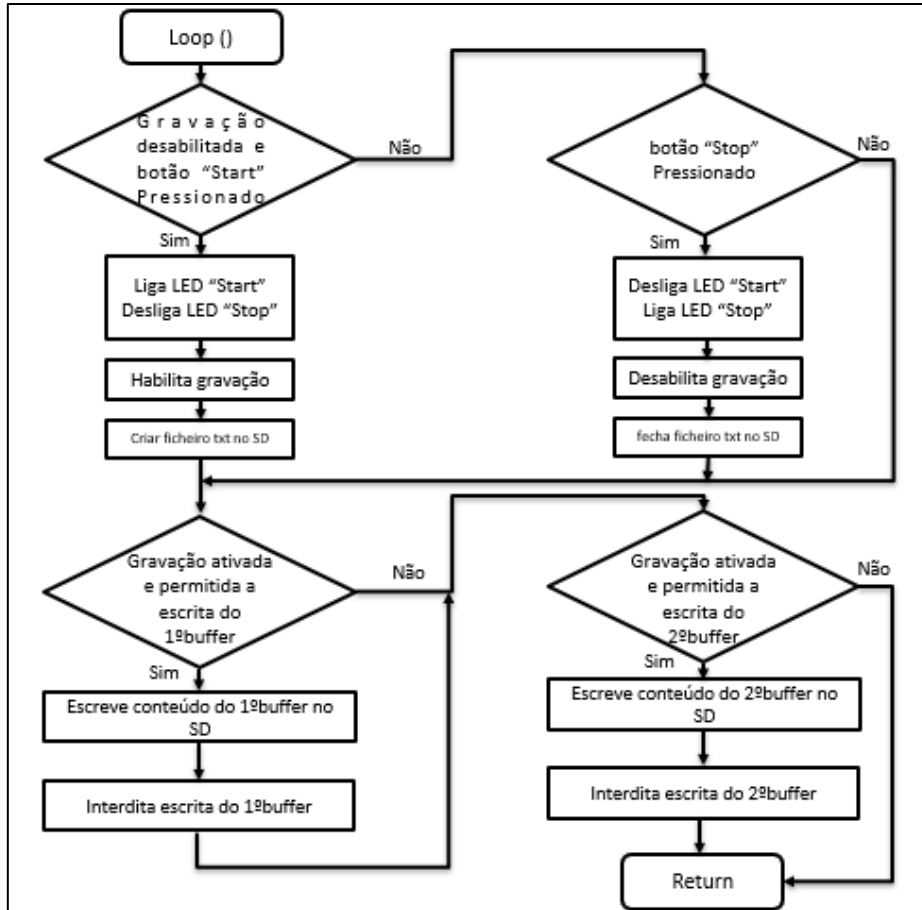 Loop ()
G r a v a ç ã o
desabilitada e
botão “Start”
Pressionado
Não
Sim
Liga LED “Start”
Desliga LED “Stop”
Habilita gravação
Criar ficheiro txt no SD
botão “Stop”
Pressionado
Não
Sim
Desliga LED “Start”
Liga LED “Stop”
Desabilita gravação
fecha ficheiro txt no SD
Gravação ativada
e permitida a
escrita do
1ºbuffer
Não
Sim
Escreve conteúdo do 1ºbuffer no
SD
Interdita escrita do 1ºbuffer
Gravação ativada
e permitida a
escrita do
2ºbuffer
Não
Sim
Escreve conteúdo do 2ºbuffer no
SD
Interdita escrita do 2ºbuffer
Return